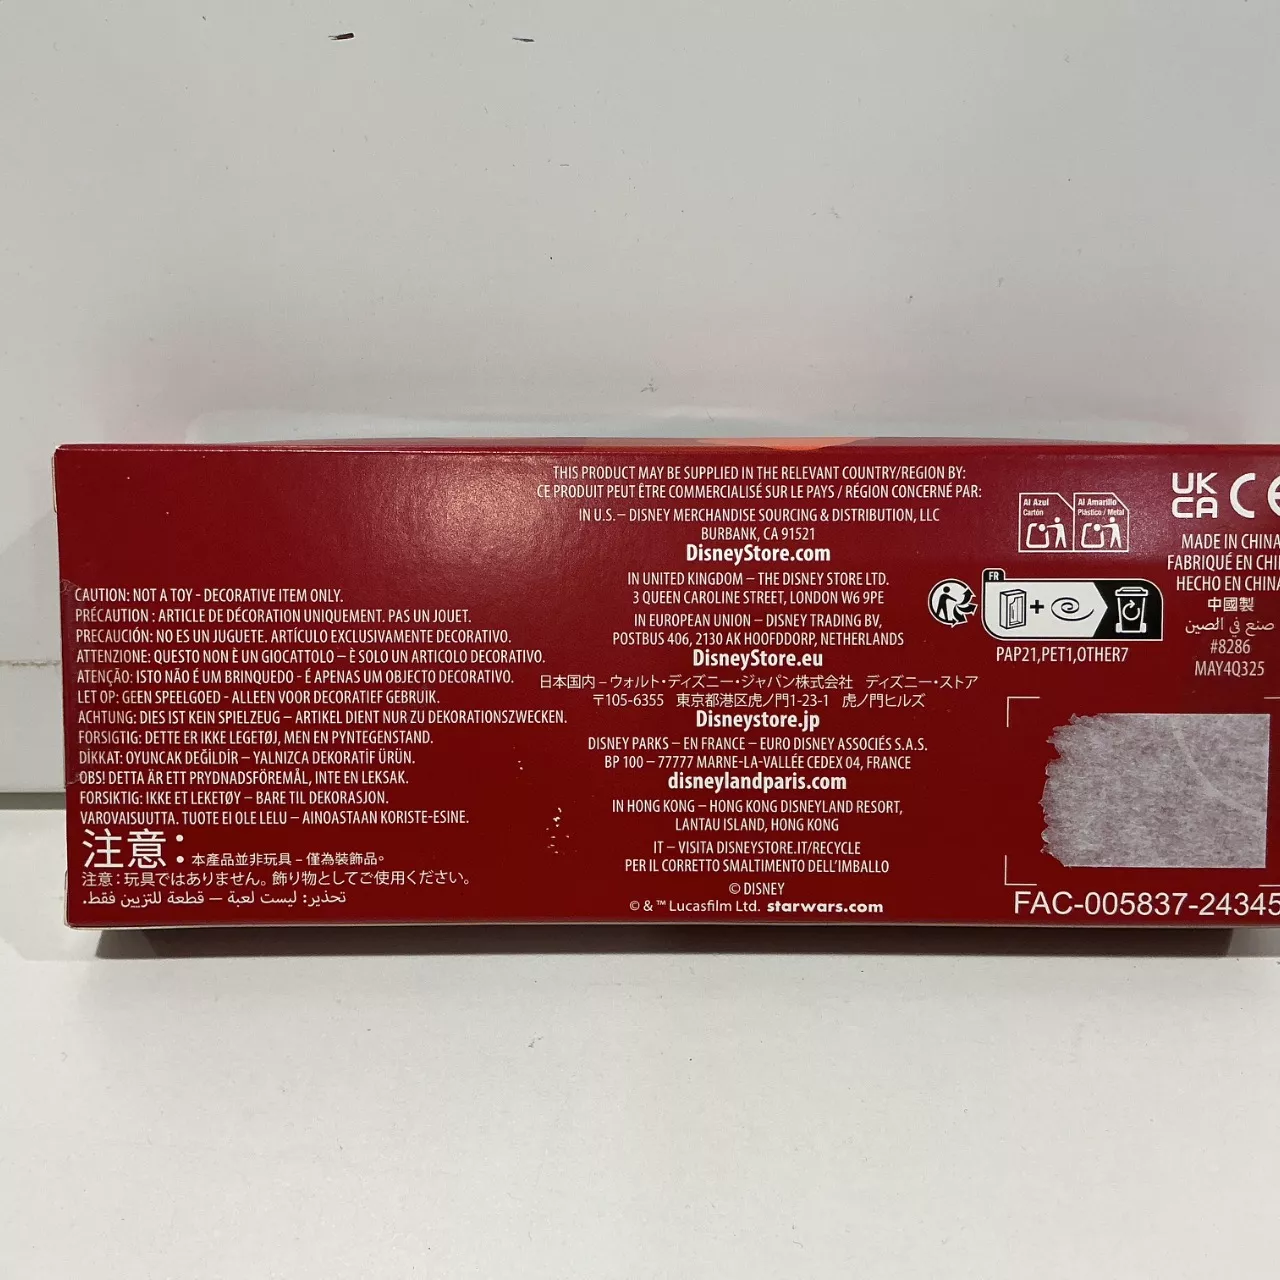 CAUTION: NOT A TOY - DECORATIVE ITEM ONLY.
PRÉCAUTION : ARTICLE DE DÉCORATION UNIQUEMENT. PAS UN JOUET.
PRECAUCIÓN: NO ES UN JUGUETE. ARTÍCULO EXCLUSIVAMENTE DECORATIVO.
ATTENZIONE: QUESTO NON È UN GIOCATTOLO – È SOLO UN ARTICOLO DECORATIVO.
ATENÇÃO: ISTO NÃO É UM BRINQUEDO - É APENAS UM OBJECTO DECORATIVO.
LET OP: GEEN SPEELGOED - ALLEEN VOOR DECORATIEF GEBRUIK.
ACHTUNG: DIES IST KEIN SPIELZEUG – ARTIKEL DIENT NUR ZU DEKORATIONSZWECKEN.
FORSIGTIG: DETTE ER IKKE LEGETØJ, MEN EN PYNTEGENSTAND.
DİKKAT: OYUNCAK DEĞİLDİR – YALNIZCA DEKORATİF ÜRÜN.
OBS! DETTA ÄR ETT PRYDNADSFÖREMÅL, INTE EN LEKSAK.
FORSIKTIG: IKKE ET LEKETØY – BARE TIL DEKORASJON.
VAROVAISUUTTA. TUOTE EI OLE LELU – AINOASTAAN KORISTE-ESINE.
注意：本產品並非玩具 – 僅為裝飾品。
注意：玩具ではありません。飾り物としてご使用ください。
تحذير: ليست لعبة — قطعة للتزيين فقط.
THIS PRODUCT MAY BE SUPPLIED IN THE RELEVANT COUNTRY/REGION BY:
CE PRODUIT PEUT ÊTRE COMMERCIALISÉ SUR LE PAYS / RÉGION CONCERNÉ PAR:
IN U.S. – DISNEY MERCHANDISE SOURCING & DISTRIBUTION, LLC
BURBANK, CA 91521
DisneyStore.com
IN UNITED KINGDOM – THE DISNEY STORE LTD.
3 QUEEN CAROLINE STREET, LONDON W6 9PE
IN EUROPEAN UNION – DISNEY TRADING BV,
POSTBUS 406, 2130 AK HOOFDDORP, NETHERLANDS
DisneyStore.eu
日本国内 – ウォルト・ディズニー・ジャパン株式会社　ディズニー・ストア
〒105-6355　東京都港区虎ノ門1-23-1　虎ノ門ヒルズ
Disneystore.jp
DISNEY PARKS – EN FRANCE – EURO DISNEY ASSOCIÉS S.A.S.
BP 100 – 77777 MARNE-LA-VALLÉE CEDEX 04, FRANCE
disneylandparis.com
IN HONG KONG – HONG KONG DISNEYLAND RESORT,
LANTAU ISLAND, HONG KONG
IT – VISITA DISNEYSTORE.IT/RECYCLE
PER IL CORRETTO SMALTIMENTO DELL'IMBALLO
© DISNEY
© & ™ Lucasfilm Ltd. starwars.com
Al Azul
Cartón
Al Amarillo
Plástico / Metal
FR
PAP21,PET1,OTHER7
UK
CA CE
MADE IN CHINA
FABRIQUÉ EN CHI
HECHO EN CHINA
中國製
صنع في الصين
#8286
MAY4Q325
FAC-005837-24345